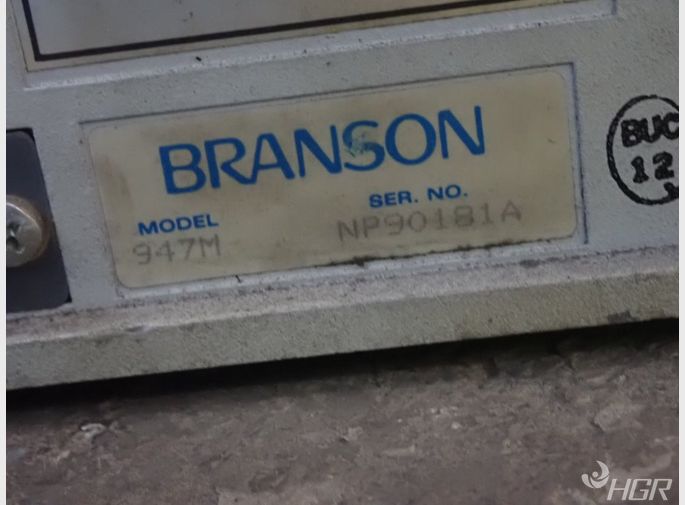 BRANSON
MODEL SER. NO.
947M NP90181A
BUC
12
HGR